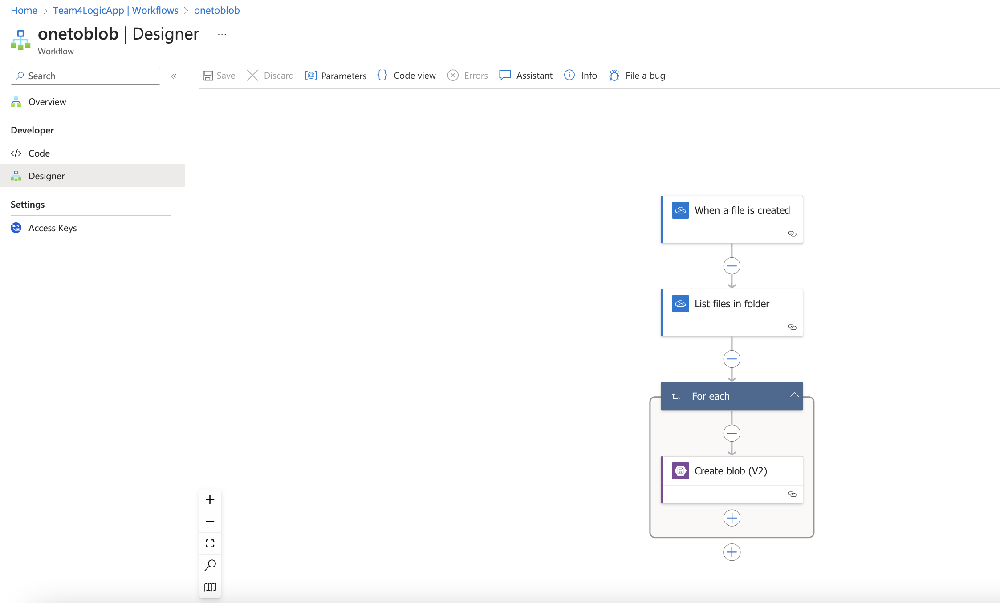 Home > Team4LogicApp | Workflows > onetoblob
onetoblob | Designer ...
Workflow
Search «
Save Discard [@] Parameters {} Code view Errors Assistant Info File a bug
Overview
Developer
</> Code
Designer
Settings
Access Keys
When a file is created
List files in folder
For each
Create blob (V2)